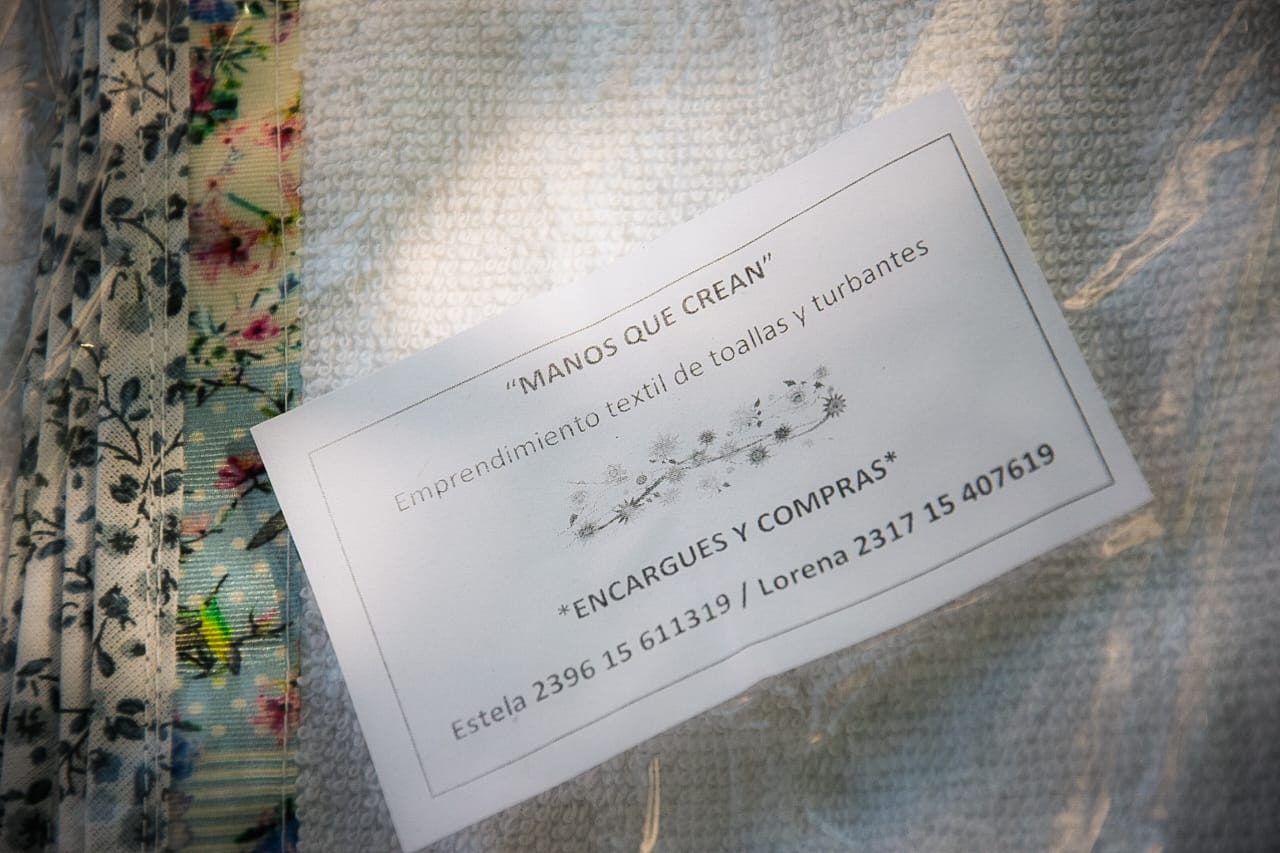 “MANOS QUE CREAN”
Emprendimiento textil de toallas y turbantes
*ENCARGUES Y COMPRAS*
Estela 2396 15 611319 / Lorena 2317 15 407619